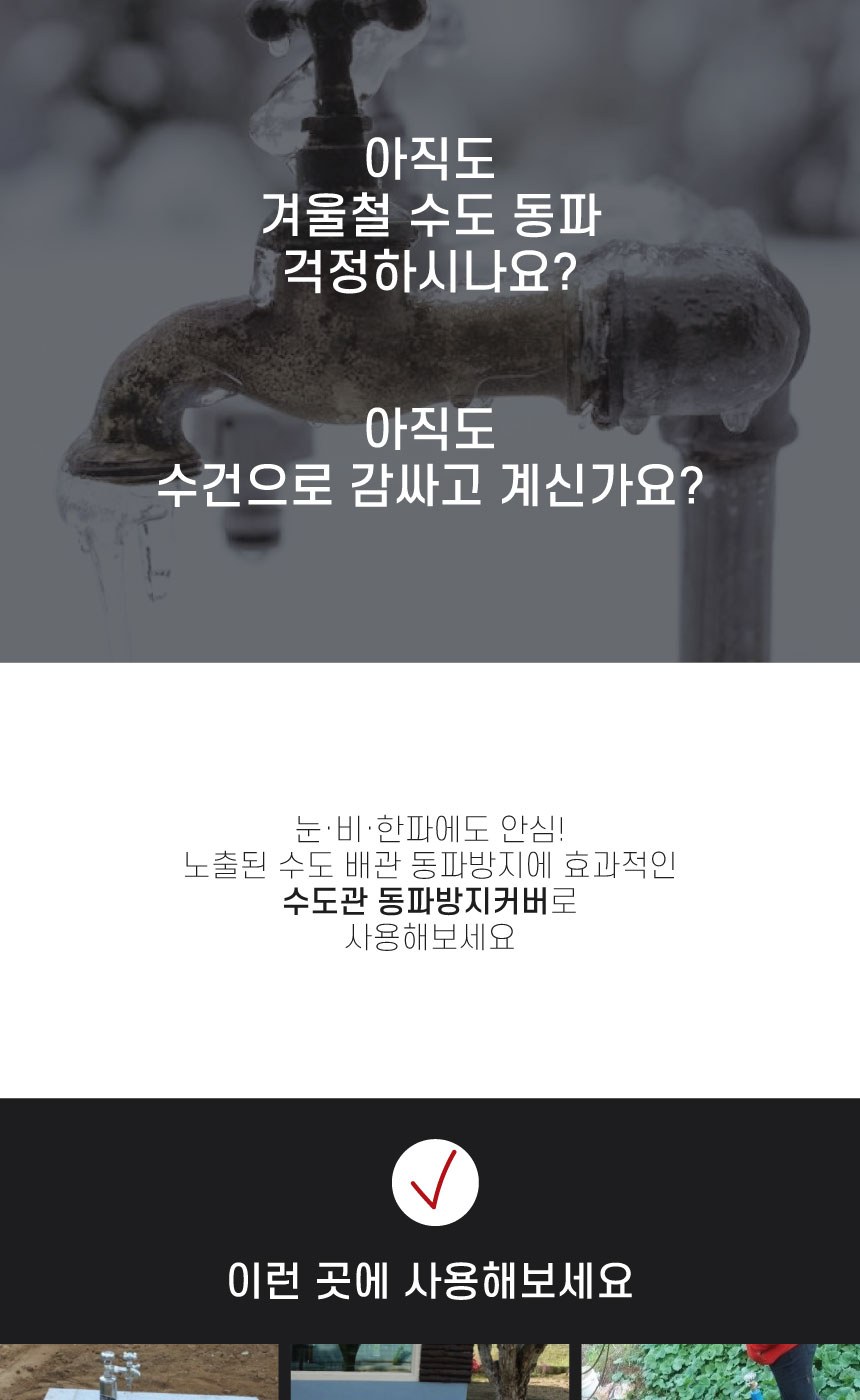 아직도
겨울철 수도 동파
걱정하시나요?
아직도
수건으로 감싸고 계신가요?
눈·비·한파에도 안심!
노출된 수도 배관 동파방지에 효과적인
수도관 동파방지커버로
사용해보세요
이런 곳에 사용해보세요